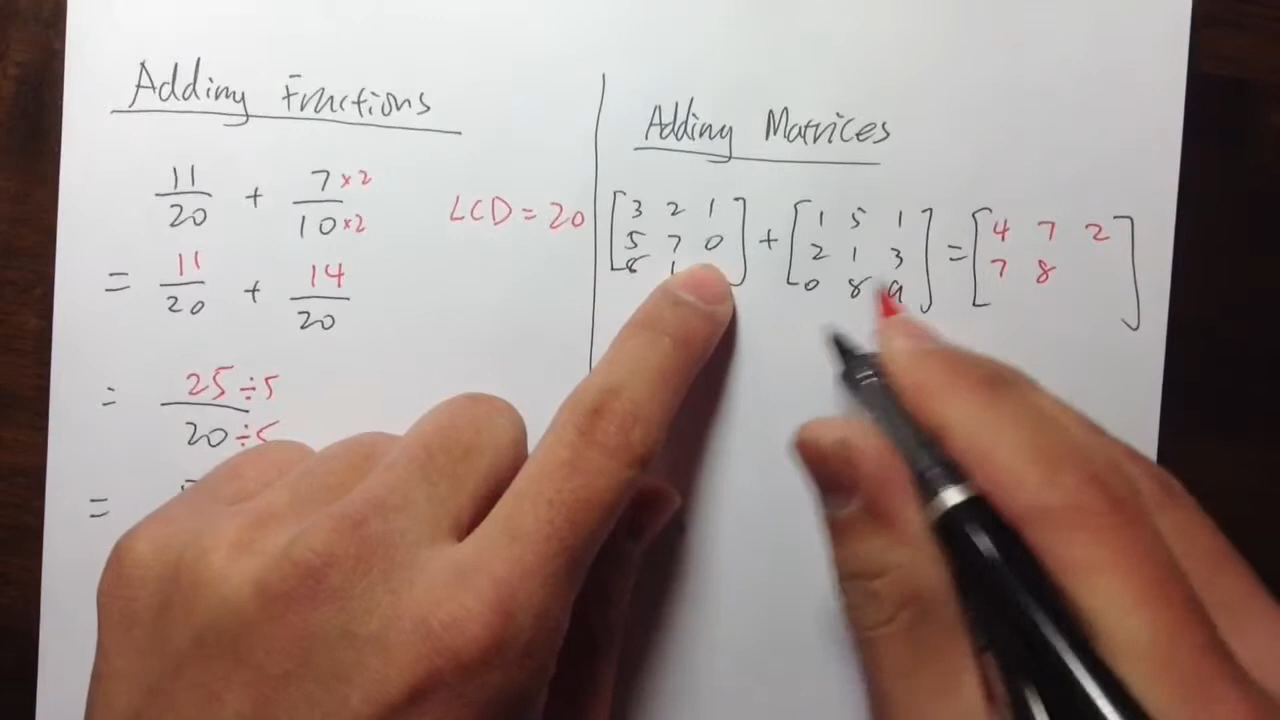 Adding Fractions
11/20 + 7×2/10×2 LCD = 20
= 11/20 + 14/20
= 25÷5/20÷5
=
Adding Matrices
[3 2 1] + [1 5 1] = [4 7 2]
[5 7 0] [2 1 3] [7 8]
[8 1] [0 8 9]